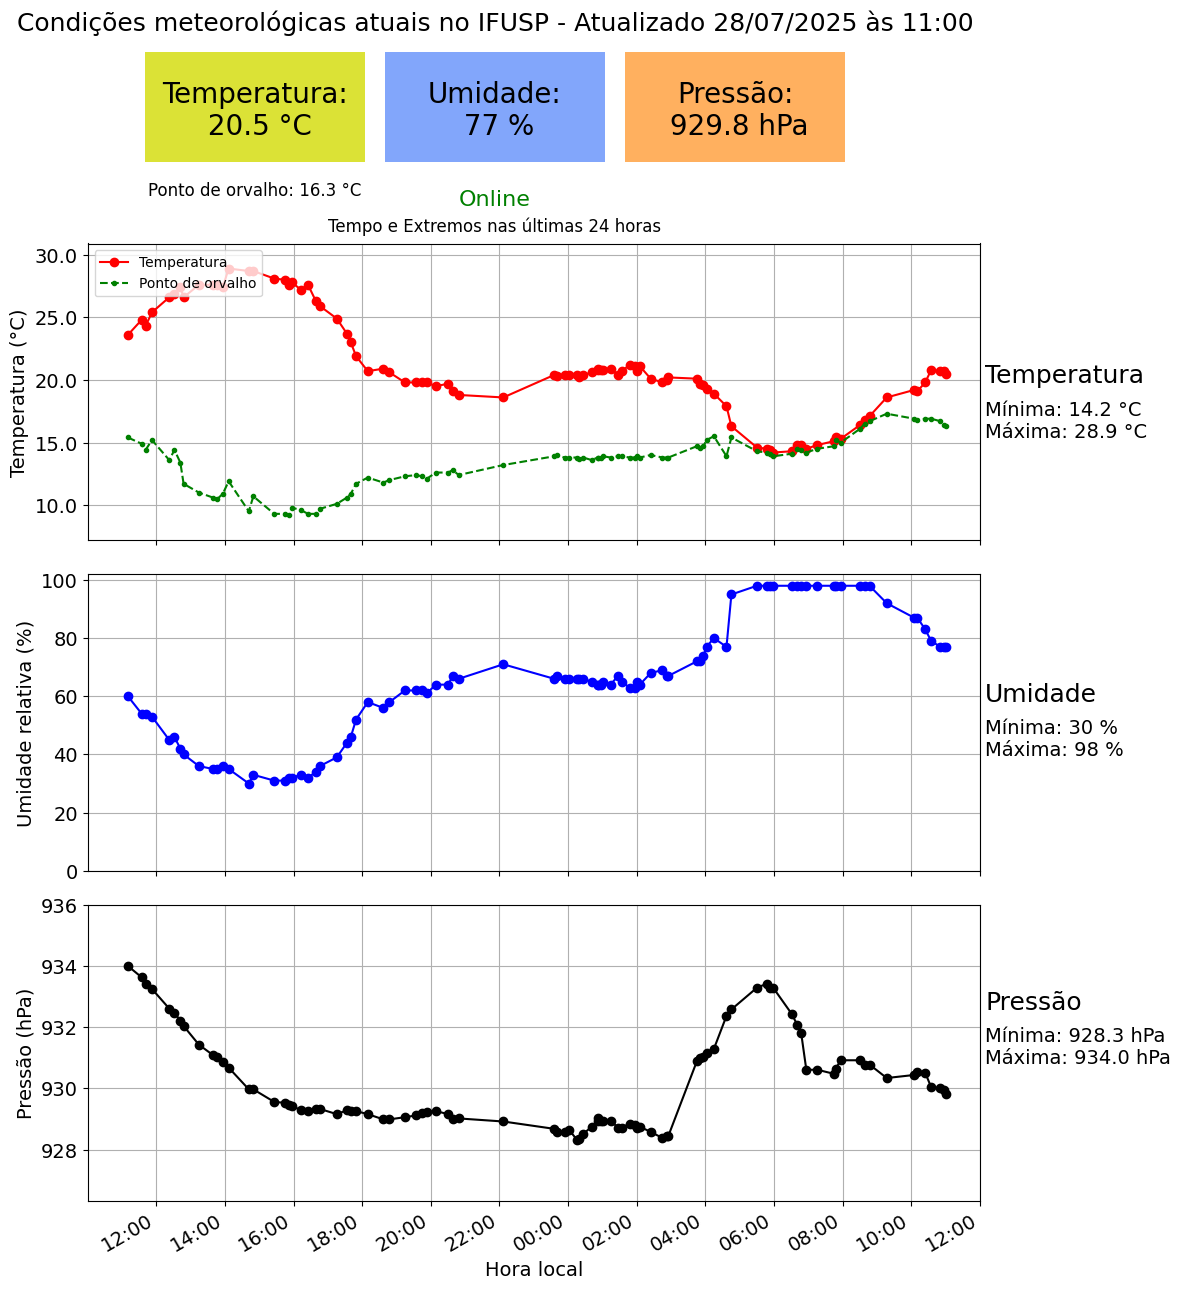 Condições meteorológicas atuais no IFUSP - Atualizado 28/07/2025 às 11:00
Temperatura:
20.5 °C
Umidade:
77 %
Pressão:
929.8 hPa
Ponto de orvalho: 16.3 °C
Online
Tempo e Extremos nas últimas 24 horas
Temperatura (°C)
30.0
25.0
20.0
15.0
10.0
Temperatura
Ponto de orvalho
Temperatura
Mínima: 14.2 °C
Máxima: 28.9 °C
Umidade relativa (%)
100
80
60
40
20
0
Umidade
Mínima: 30 %
Máxima: 98 %
Pressão (hPa)
936
934
932
930
928
Pressão
Mínima: 928.3 hPa
Máxima: 934.0 hPa
12:00
14:00
16:00
18:00
20:00
22:00
00:00
02:00
04:00
06:00
08:00
10:00
12:00
Hora local